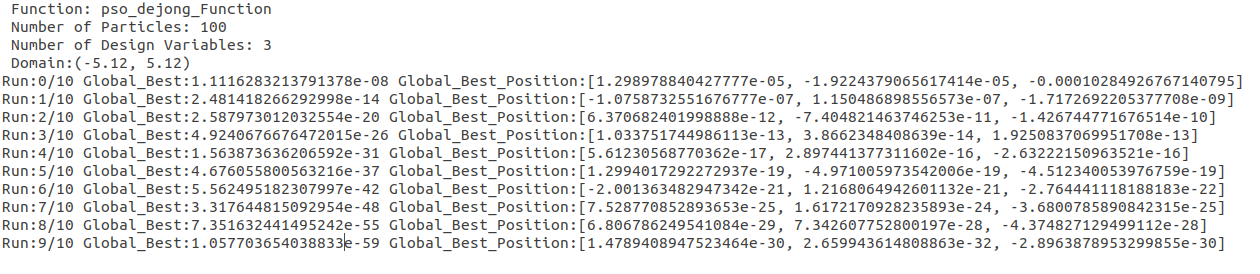 Function: pso_dejong_Function
Number of Particles: 100
Number of Design Variables: 3
Domain:(-5.12, 5.12)
Run:0/10 Global_Best:1.1116283213791378e-08 Global_Best_Position:[1.298978840427777e-05, -1.9224379065617414e-05, -0.00010284926767140795]
Run:1/10 Global_Best:2.481418266292998e-14 Global_Best_Position:[-1.0758732551676777e-07, 1.150486898556573e-07, -1.7172692205377708e-09]
Run:2/10 Global_Best:2.587973012032554e-20 Global_Best_Position:[6.370682401998888e-12, -7.404821463746253e-11, -1.426744771676514e-10]
Run:3/10 Global_Best:4.9240676676472015e-26 Global_Best_Position:[1.033751744986113e-13, 3.8662348408639e-14, 1.9250837069951708e-13]
Run:4/10 Global_Best:1.563873636206592e-31 Global_Best_Position:[5.61230568770362e-17, 2.897441377311602e-16, -2.63222150963521e-16]
Run:5/10 Global_Best:4.676055800563216e-37 Global_Best_Position:[1.2994017292272937e-19, -4.971005973542006e-19, -4.512340053976759e-19]
Run:6/10 Global_Best:5.562495182307997e-42 Global_Best_Position:[-2.001363482947342e-21, 1.2168064942601132e-21, -2.764441118188183e-22]
Run:7/10 Global_Best:3.317644815092954e-48 Global_Best_Position:[7.528770852893653e-25, 1.6172170928235893e-24, -3.6800785890842315e-25]
Run:8/10 Global_Best:7.351632441495242e-55 Global_Best_Position:[6.806786249541084e-29, 7.342607752800197e-28, -4.374827129499112e-28]
Run:9/10 Global_Best:1.057703654038833e-59 Global_Best_Position:[1.4789408947523464e-30, 2.659943614808863e-32, -2.8963878953299855e-30]